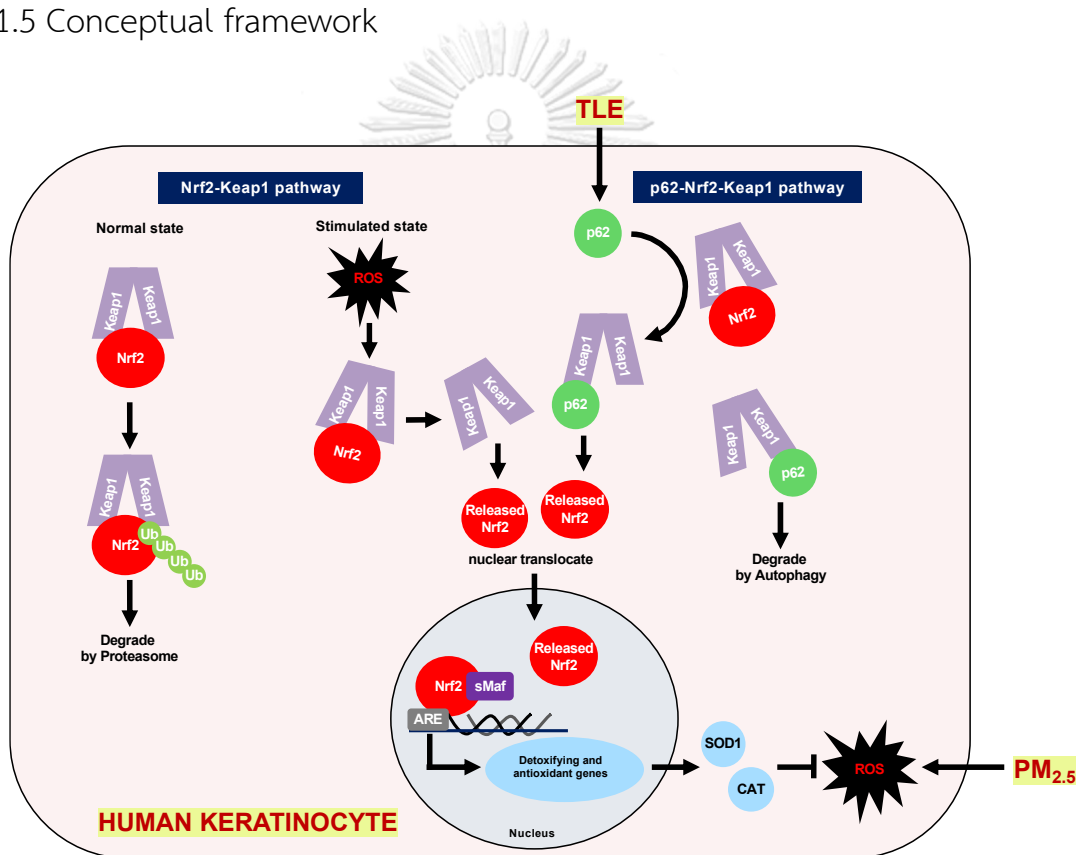 1.5 Conceptual framework
TLE
Nrf2-Keap1 pathway
p62-Nrf2-Keap1 pathway
Normal state
Stimulated state
Keap1
Keap1
Nrf2
Keap1
Keap1
Nrf2
Ub
Ub
Ub
Ub
Degrade
by Proteasome
ROS
Keap1
Keap1
Nrf2
Keap1
Keap1
Released
Nrf2
p62
Keap1
Keap1
Nrf2
Keap1
Keap1
p62
Released
Nrf2
Keap1
Keap1
p62
Degrade
by Autophagy
nuclear translocate
Released
Nrf2
Nrf2
sMaf
ARE
Detoxifying and
antioxidant genes
Nucleus
SOD1
CAT
ROS
PM2.5
HUMAN KERATINOCYTE